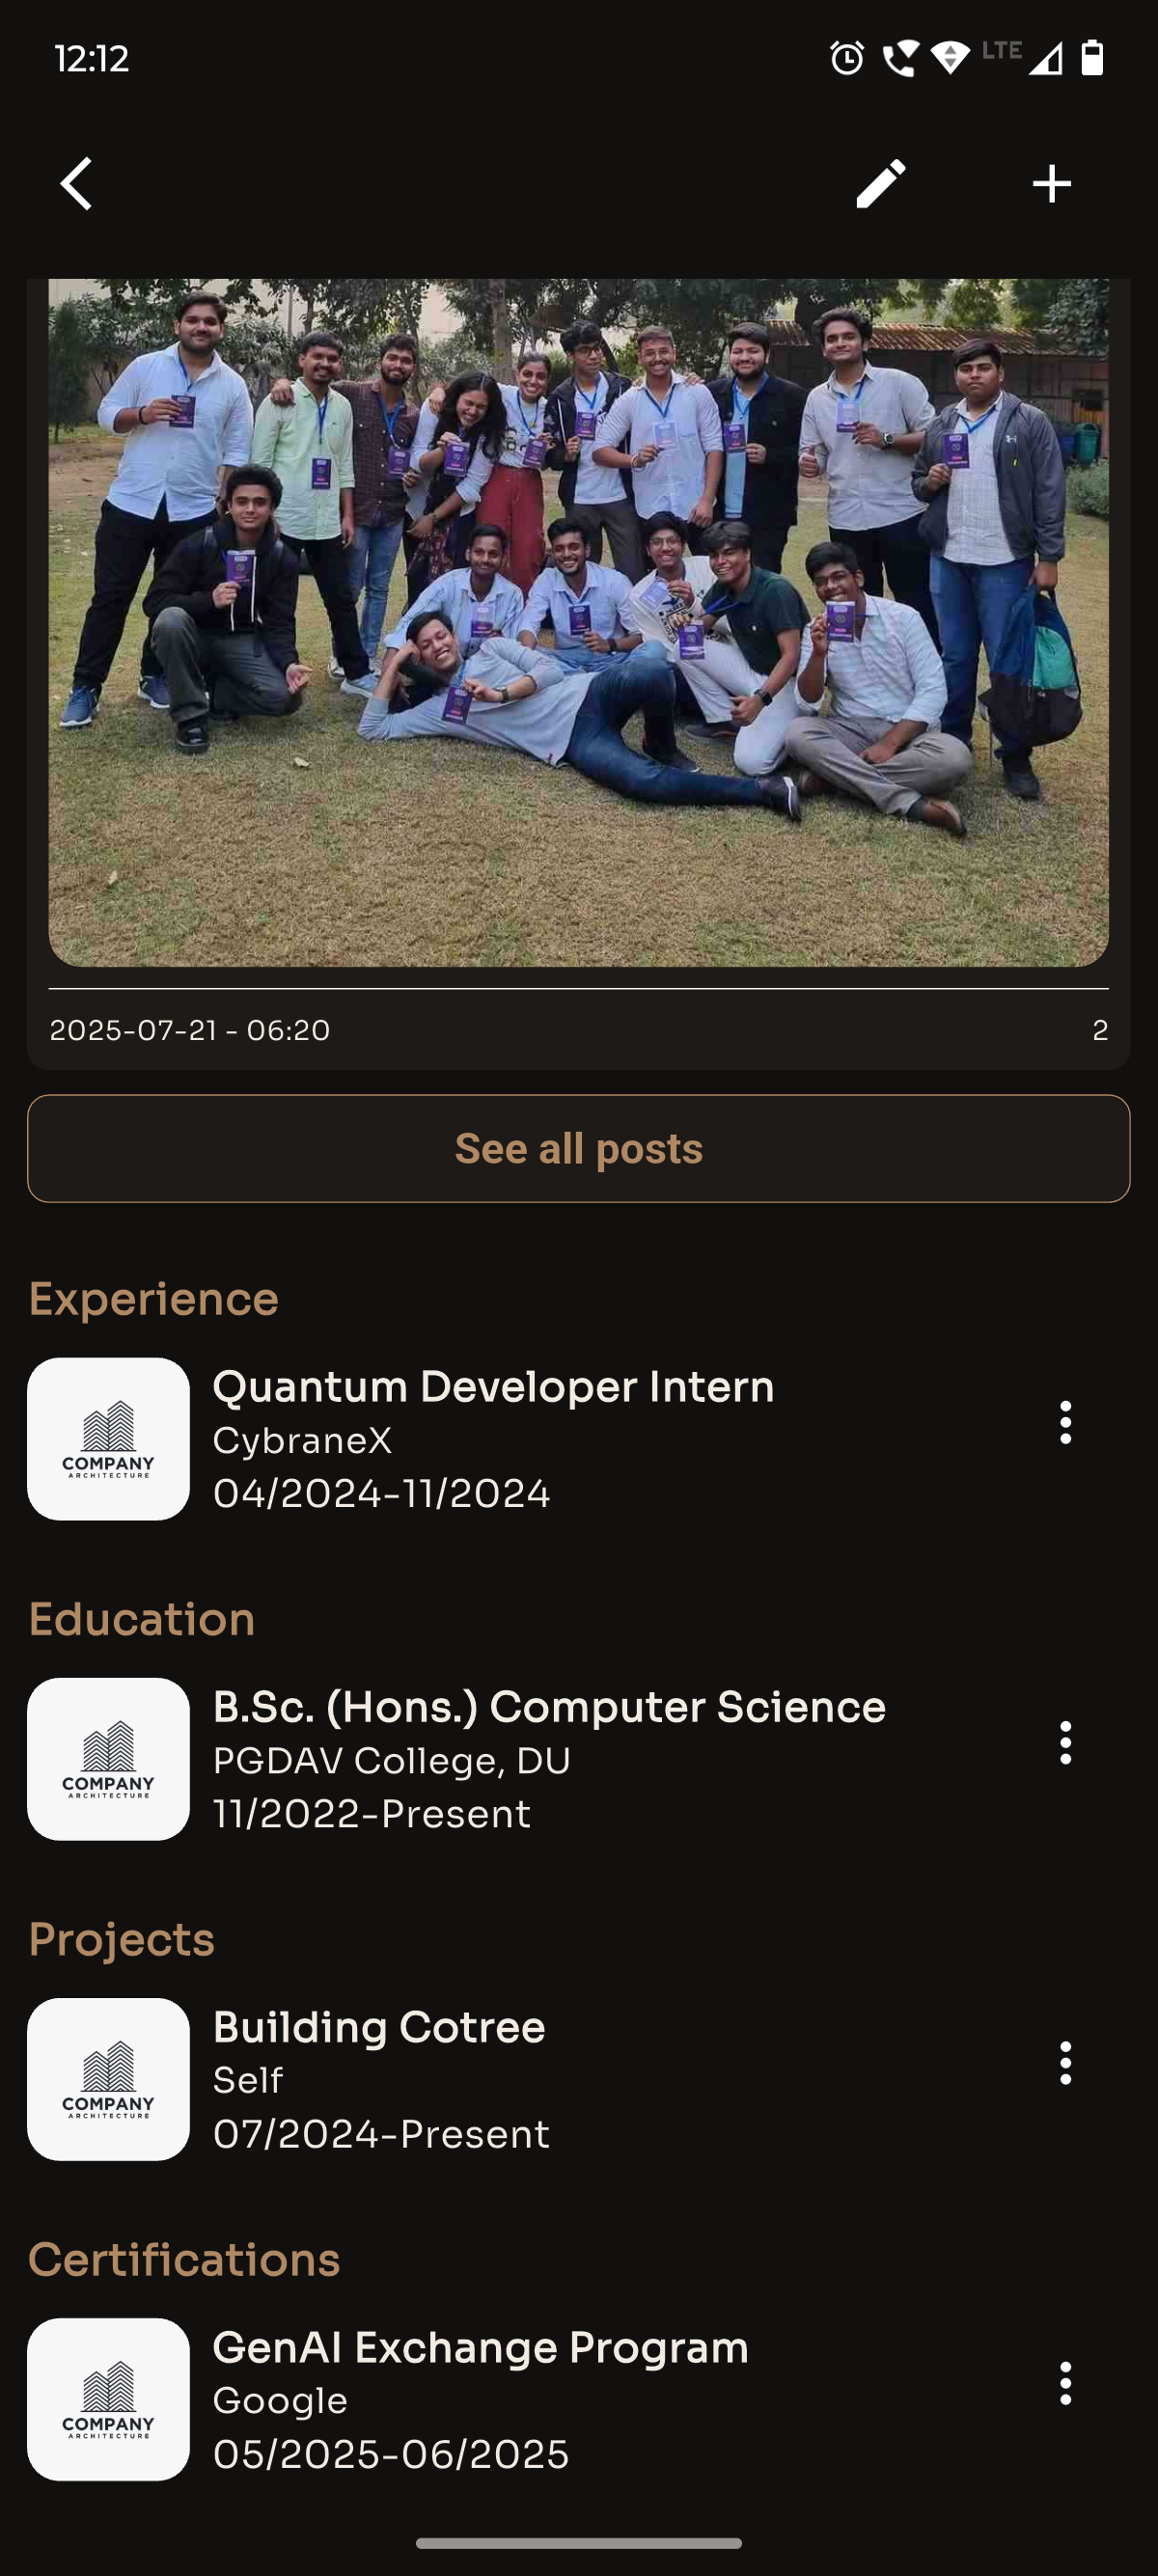 12:12
LTE
2025-07-21 - 06:20
2
See all posts
Experience
COMPANY
ARCHITECTURE
Quantum Developer Intern
CybraneX
04/2024-11/2024
Education
COMPANY
ARCHITECTURE
B.Sc. (Hons.) Computer Science
PGDAV College, DU
11/2022-Present
Projects
COMPANY
ARCHITECTURE
Building Cotree
Self
07/2024-Present
Certifications
COMPANY
ARCHITECTURE
GenAI Exchange Program
Google
05/2025-06/2025